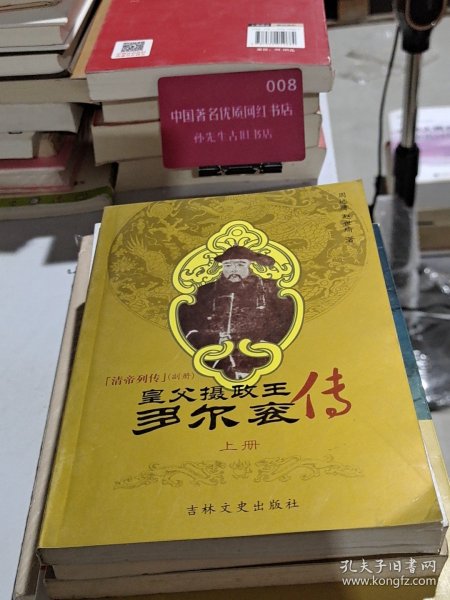 008
中国著名优质网红书店
孙先生古旧书店
周远廉 赵世瑜 著
「清帝列传」(副册)
皇父摄政王
多尔衮传
上册
吉林文史出版社
孔夫子旧书网
www.kongfz.com